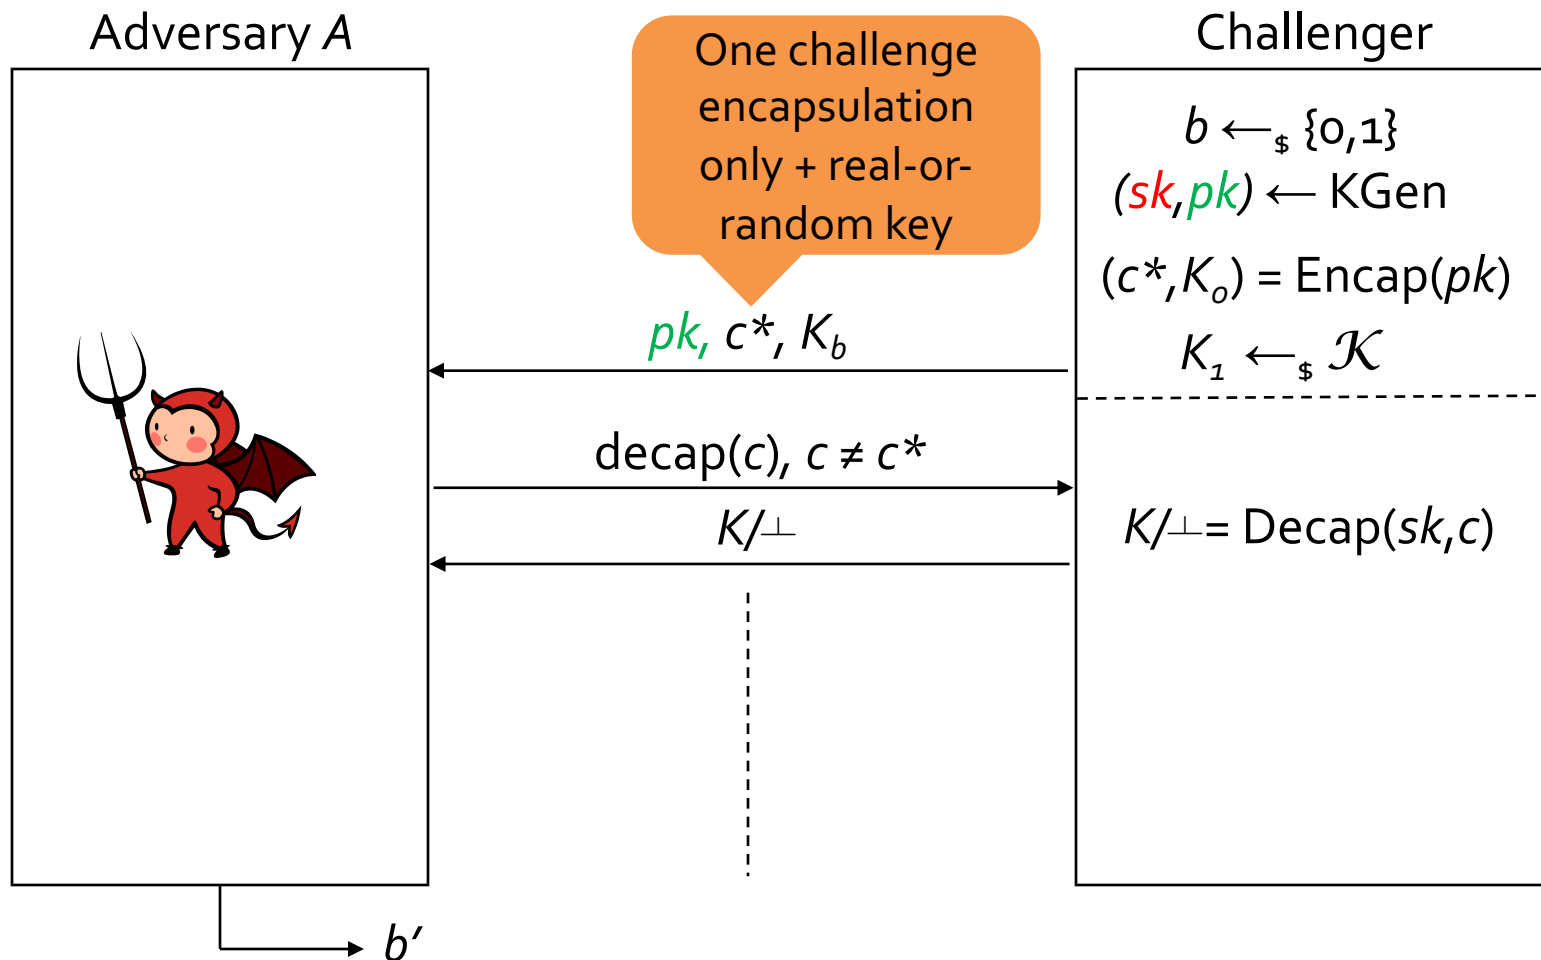 Adversary A
Challenger
One challenge
encapsulation
only + real-or-
random key
b ←$ {0,1}
(sk,pk) ← KGen
(c*,K₀) = Encap(pk)
K₁ ←$ 𝒦
pk, c*, K_b
decap(c), c ≠ c*
K/⊥
K/⊥= Decap(sk,c)
b′